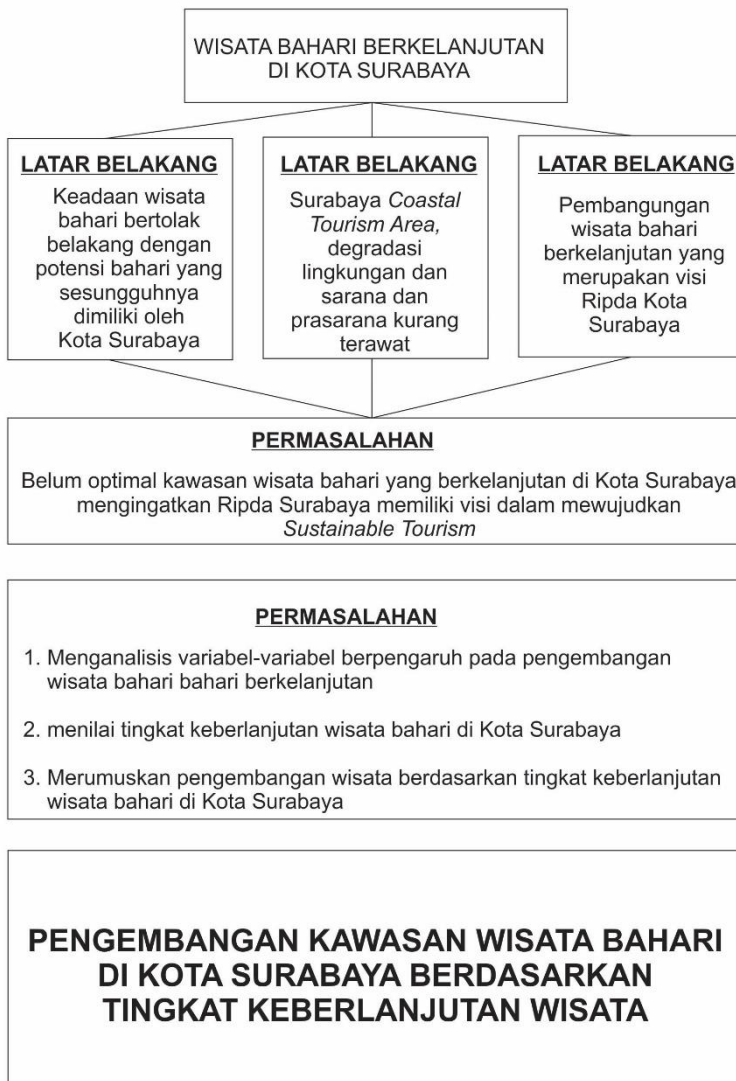 WISATA BAHARI BERKELANJUTAN
DI KOTA SURABAYA
LATAR BELAKANG
Keadaan wisata
bahari bertolak
belakang dengan
potensi bahari yang
sesungguhnya
dimiliki oleh
Kota Surabaya
LATAR BELAKANG
Surabaya Coastal
Tourism Area,
degradasi
lingkungan dan
sarana dan
prasarana kurang
terawat
LATAR BELAKANG
Pembangungan
wisata bahari
berkelanjutan yang
merupakan visi
Ripda Kota
Surabaya
PERMASALAHAN
Belum optimal kawasan wisata bahari yang berkelanjutan di Kota Surabaya
mengingatkan Ripda Surabaya memiliki visi dalam mewujudkan
Sustainable Tourism
PERMASALAHAN
1. Menganalisis variabel-variabel berpengaruh pada pengembangan
wisata bahari bahari berkelanjutan
2. menilai tingkat keberlanjutan wisata bahari di Kota Surabaya
3. Merumuskan pengembangan wisata berdasarkan tingkat keberlanjutan
wisata bahari di Kota Surabaya
PENGEMBANGAN KAWASAN WISATA BAHARI
DI KOTA SURABAYA BERDASARKAN
TINGKAT KEBERLANJUTAN WISATA